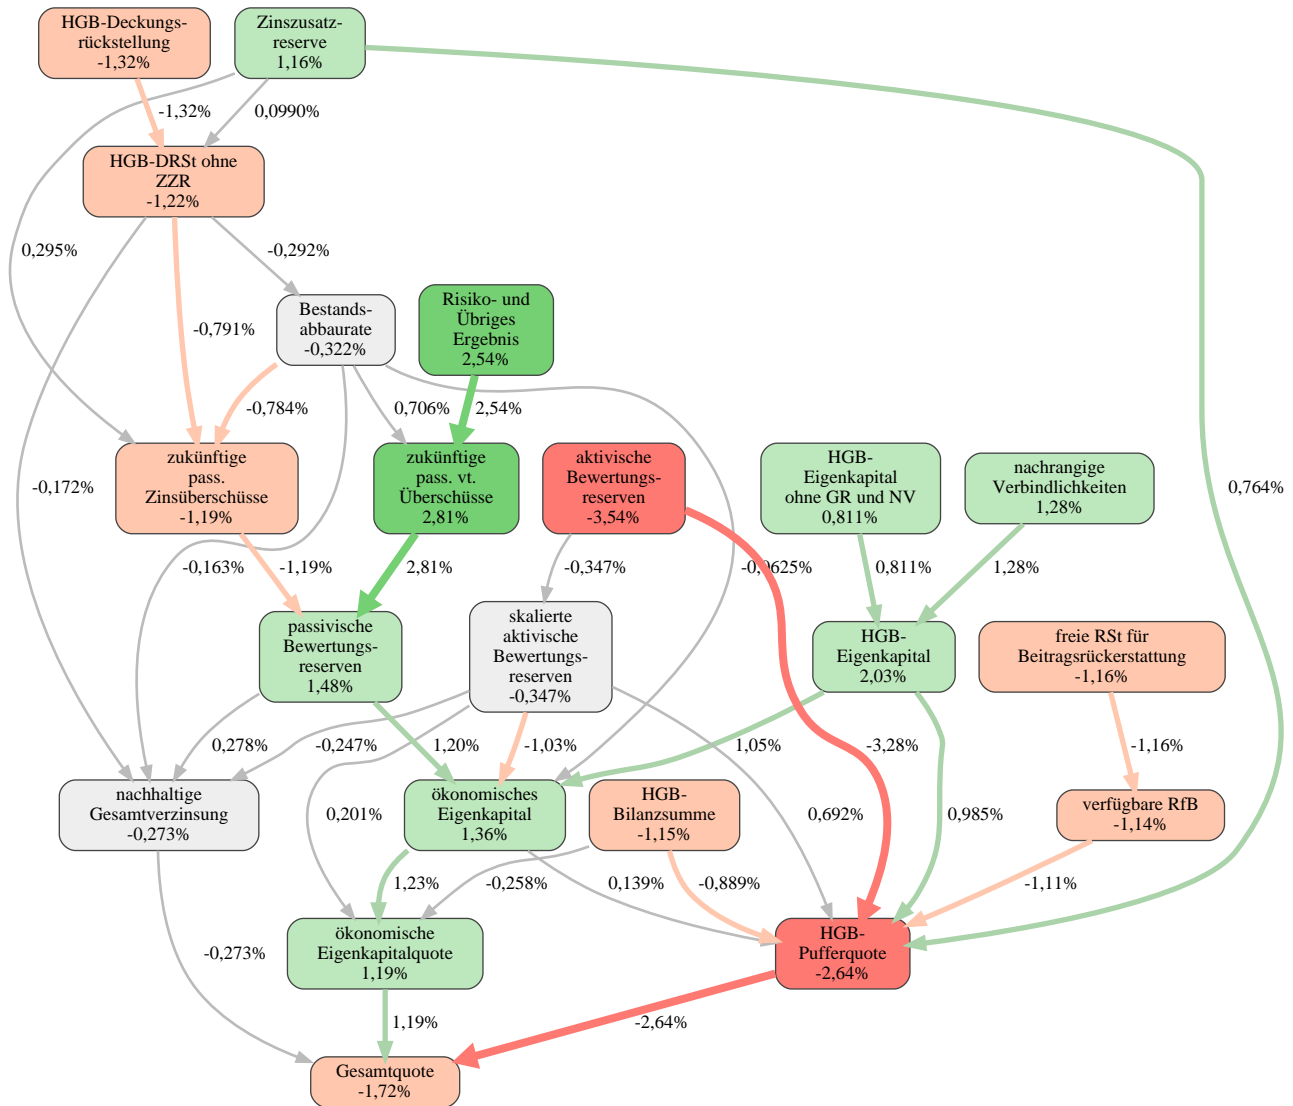 HGB-Deckungs-
rückstellung
-1,32%
Zinszusatz-
reserve
1,16%
-1,32%
0,0990%
HGB-DRSt ohne
ZZR
-1,22%
0,295%
-0,292%
Bestands-
abbaurate
-0,322%
Risiko- und
Übriges
Ergebnis
2,54%
-0,791%
-0,784%
0,706%
2,54%
zukünftige
pass.
Zinsüberschüsse
-1,19%
zukünftige
pass. vt.
Überschüsse
2,81%
aktivische
Bewertungs-
reserven
-3,54%
HGB-
Eigenkapital
ohne GR und NV
0,811%
nachrangige
Verbindlichkeiten
1,28%
-0,172%
0,764%
-0,163%
-1,19%
2,81%
-0,347%
-0,0625%
0,811%
1,28%
passivische
Bewertungs-
reserven
1,48%
skalierte
aktivische
Bewertungs-
reserven
-0,347%
HGB-
Eigenkapital
2,03%
freie RSt für
Beitragsrückerstattung
-1,16%
0,278%
-0,247%
1,20%
-1,03%
1,05%
-3,28%
-1,16%
nachhaltige
Gesamtverzinsung
-0,273%
0,201%
ökonomisches
Eigenkapital
1,36%
HGB-
Bilanzsumme
-1,15%
0,692%
0,985%
verfügbare RfB
-1,14%
1,23%
-0,258%
0,139%
-0,889%
-1,11%
ökonomische
Eigenkapitalquote
1,19%
HGB-
Pufferquote
-2,64%
-0,273%
1,19%
-2,64%
Gesamtquote
-1,72%